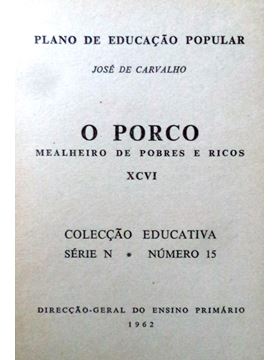 PLANO DE EDUCAÇÃO POPULAR
JOSÉ DE CARVALHO
O PORCO
MEALHEIRO DE POBRES E RICOS
XCVI
COLECÇÃO EDUCATIVA
SÉRIE N * NÚMERO 15
DIRECÇÃO-GERAL DO ENSINO PRIMÁRIO
1962